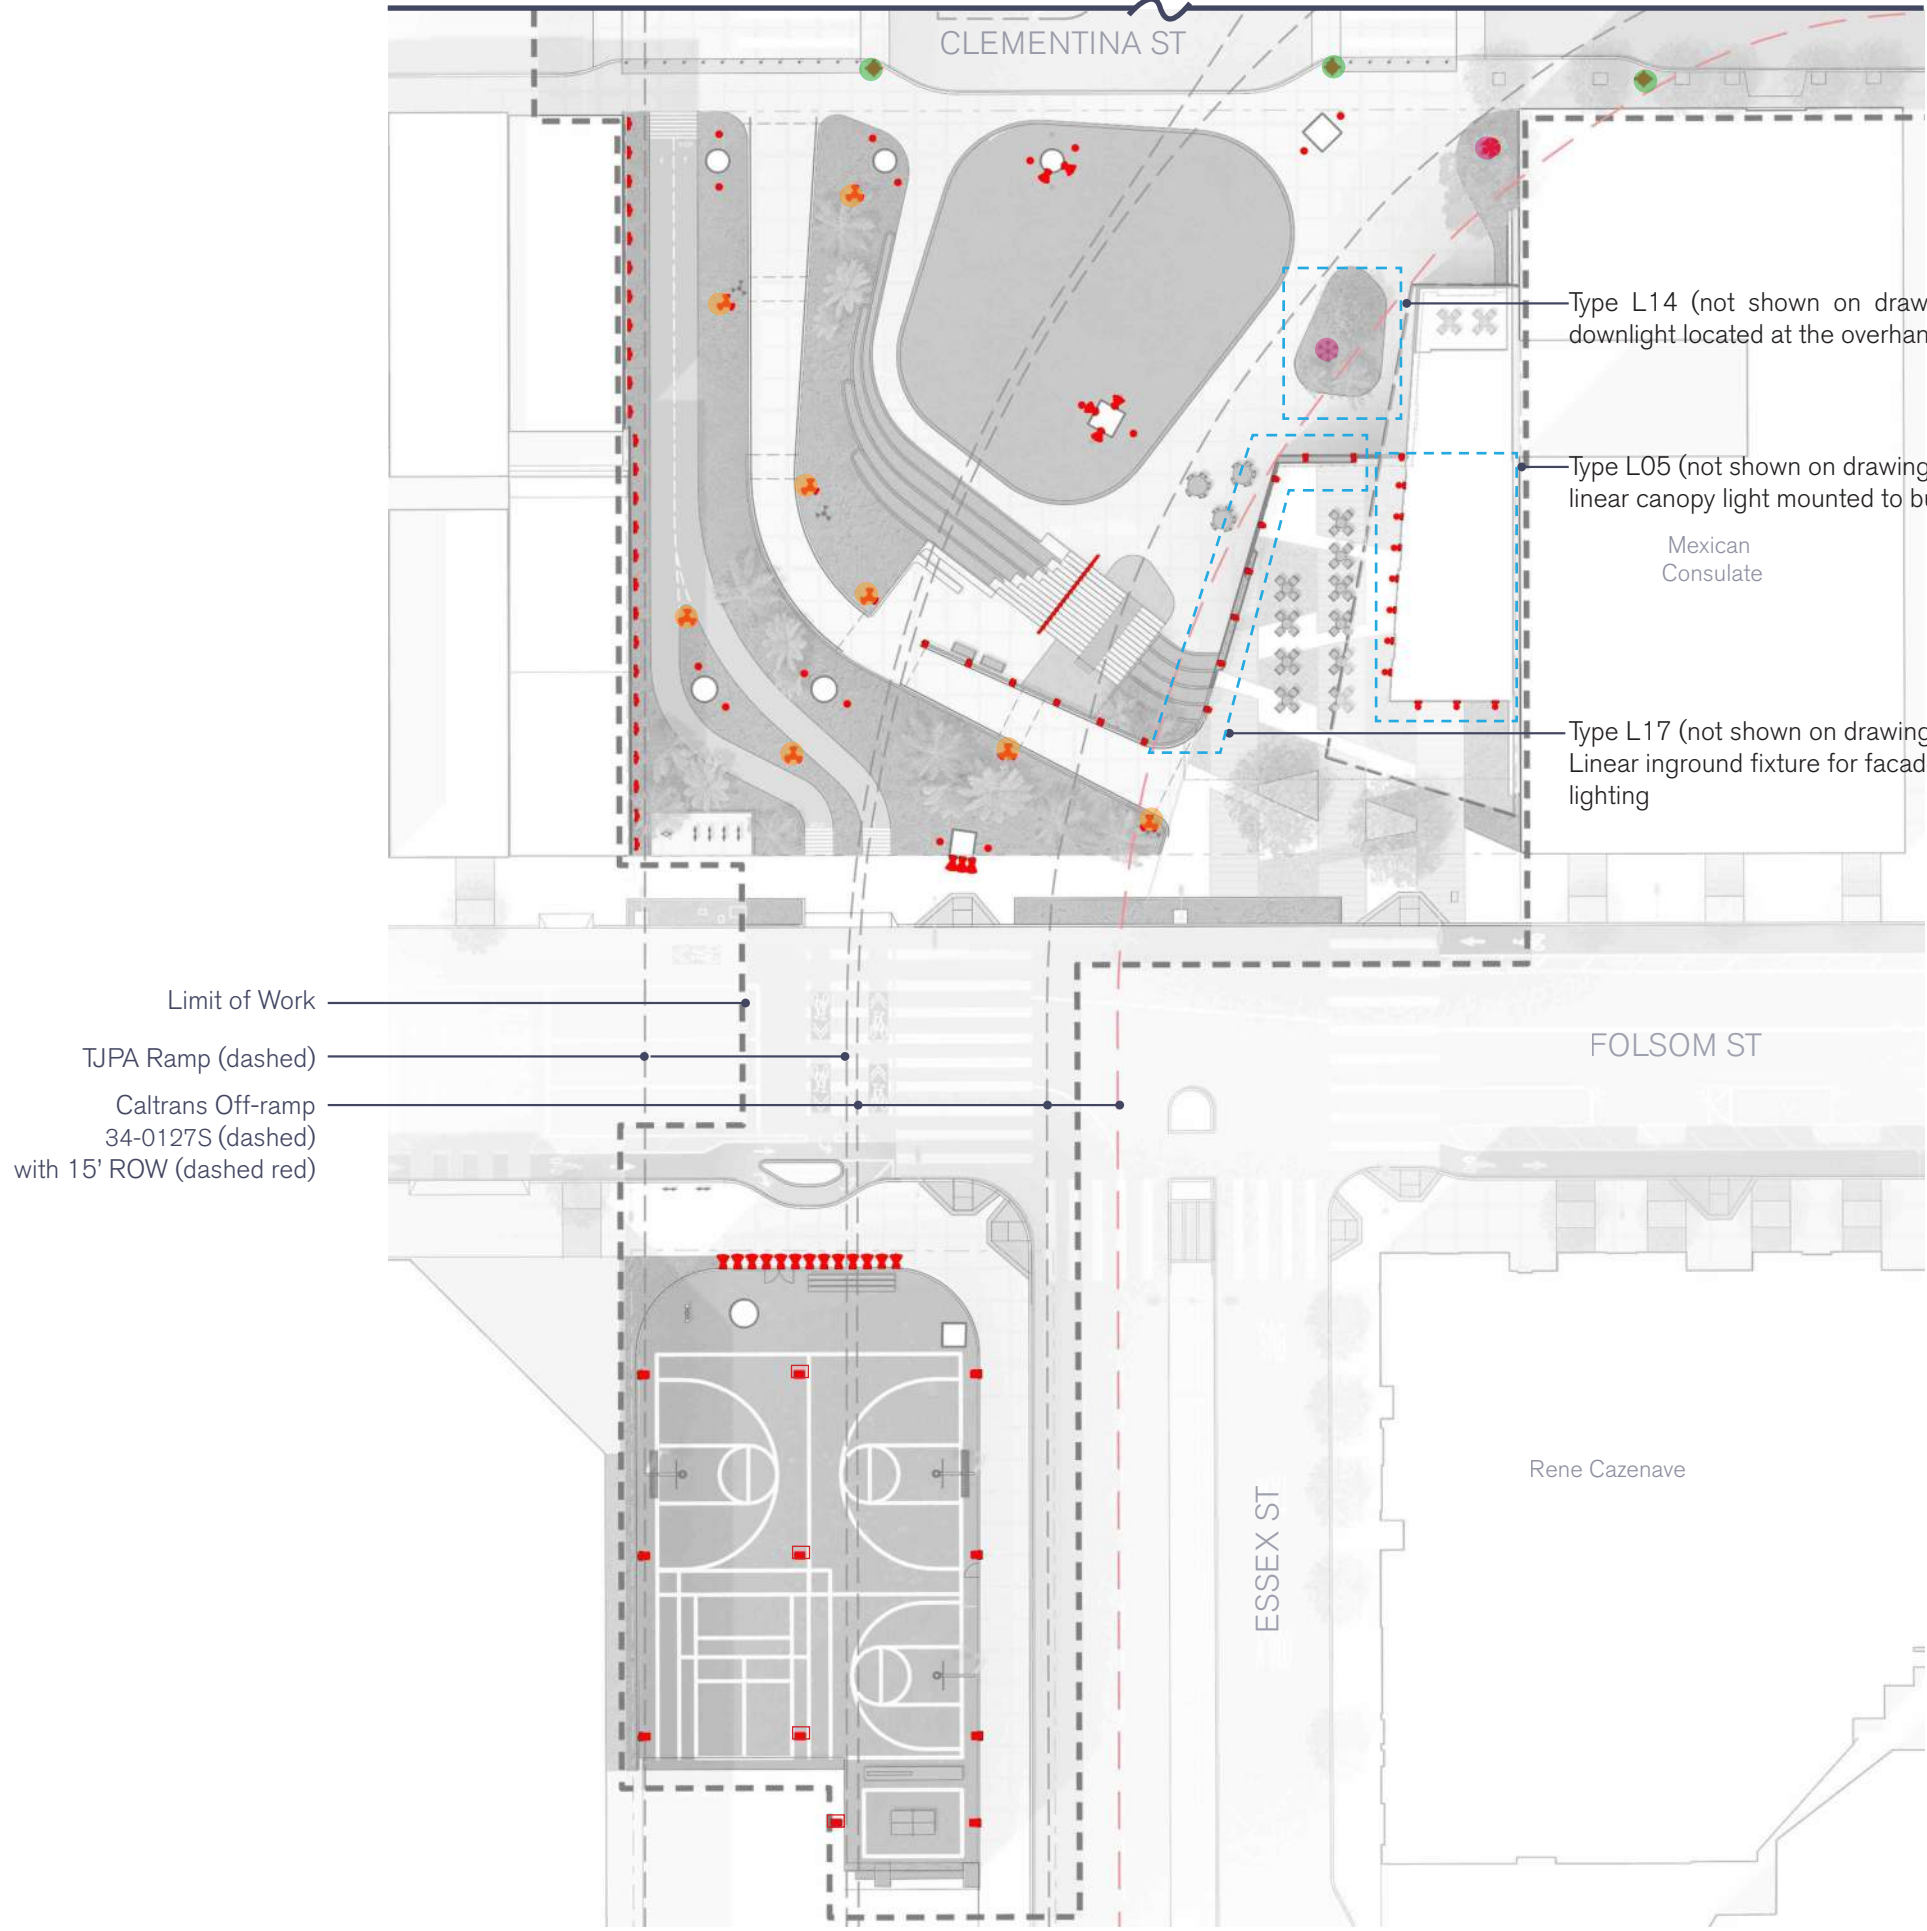 CLEMENTINA ST
Type L14 (not shown on draw
downlight located at the overhan
Type L05 (not shown on drawing
linear canopy light mounted to bu
Mexican
Consulate
Type L17 (not shown on drawing
Linear inground fixture for facad
lighting
Limit of Work
TJPA Ramp (dashed)
Caltrans Off-ramp
34-0127S (dashed)
with 15' ROW (dashed red)
FOLSOM ST
ESSEX ST
Rene Cazenave